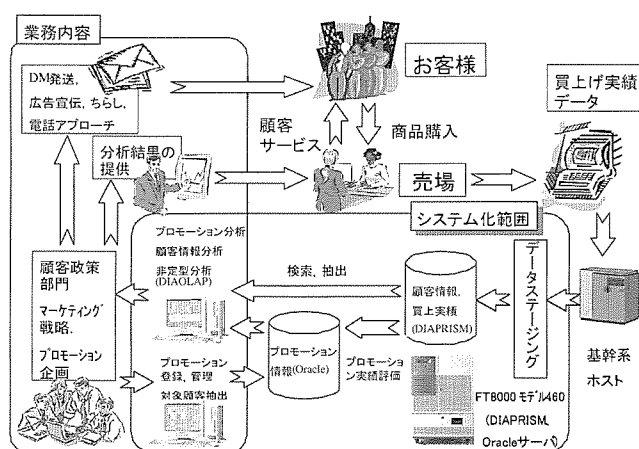 業務内容
DM発送,
広告宣伝, ちらし,
電話アプローチ
お客様
買上げ実績
データ
顧客
サービス
商品購入
分析結果の
提供
売場
システム化範囲
プロモーション分析
顧客情報分析
非定型分析
(DIAOLAP)
検索, 抽出
顧客情報,
買上実績
(DIAPRISM)
データステージング
顧客政策
部門
マーケティング
戦略,
プロモーション
企画
プロモーション
登録, 管理
対象顧客抽出
プロモーション
情報(Oracle)
プロモーショ
ン実績評価
基幹系
ホスト
FT8000 モデル460
(DIAPRISM,
Oracleサーバ)